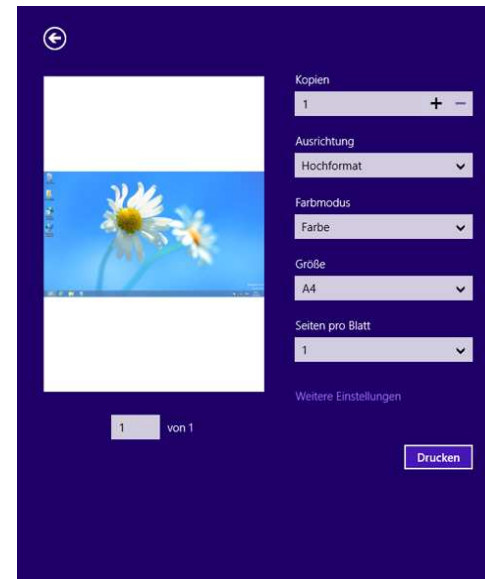 Kopien
1
Ausrichtung
Hochformat
Farbmodus
Farbe
Größe
A4
Seiten pro Blatt
1
Weitere Einstellungen
1 von 1
Drucken